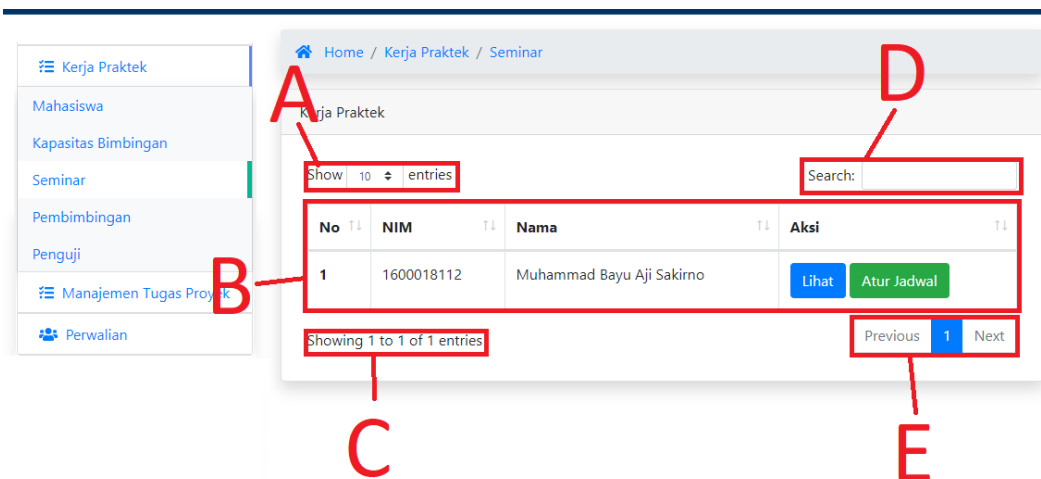 Kerja Praktek
Mahasiswa
Kapasitas Bimbingan
Seminar
Pembimbingan
Penguji
Manajemen Tugas Proyek
Perwalian
Home / Kerja Praktek / Seminar
A
D
Kerja Praktek
Show 10 entries
Search:
No NIM Nama Aksi
1 1600018112 Muhammad Bayu Aji Sakirno Lihat Atur Jadwal
B
Showing 1 to 1 of 1 entries
Previous 1 Next
C
E